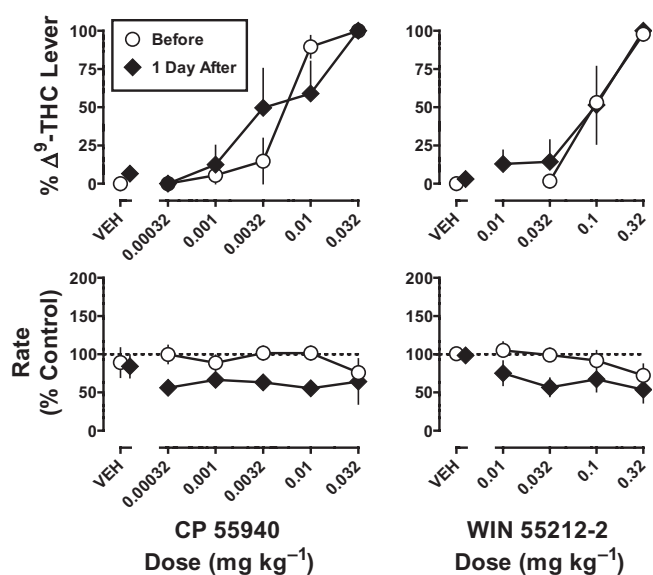 % Δ⁹-THC Lever
100
75
50
25
0
Before
1 Day After
VEH
0.00032
0.001
0.0032
0.01
0.032
100
75
50
25
0
VEH
0.01
0.032
0.1
0.32
Rate
(% Control)
200
150
100
50
0
VEH
0.00032
0.001
0.0032
0.01
0.032
CP 55940
Dose (mg kg⁻¹)
200
150
100
50
0
VEH
0.01
0.032
0.1
0.32
WIN 55212-2
Dose (mg kg⁻¹)